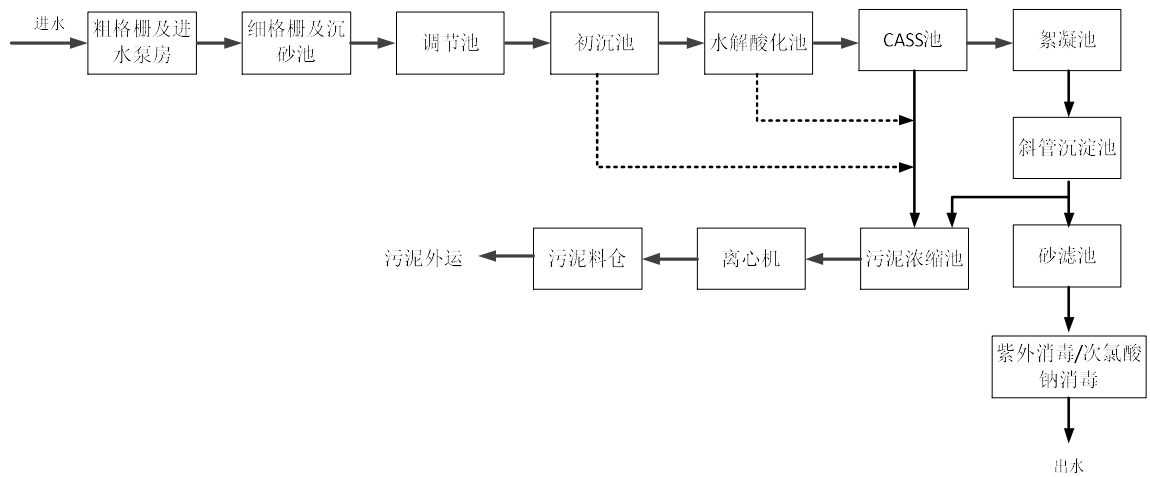 进水
粗格栅及进
水泵房
细格栅及沉
砂池
调节池
初沉池
水解酸化池
CASS池
絮凝池
斜管沉淀池
污泥外运
污泥料仓
离心机
污泥浓缩池
砂滤池
紫外消毒/次氯酸
钠消毒
出水